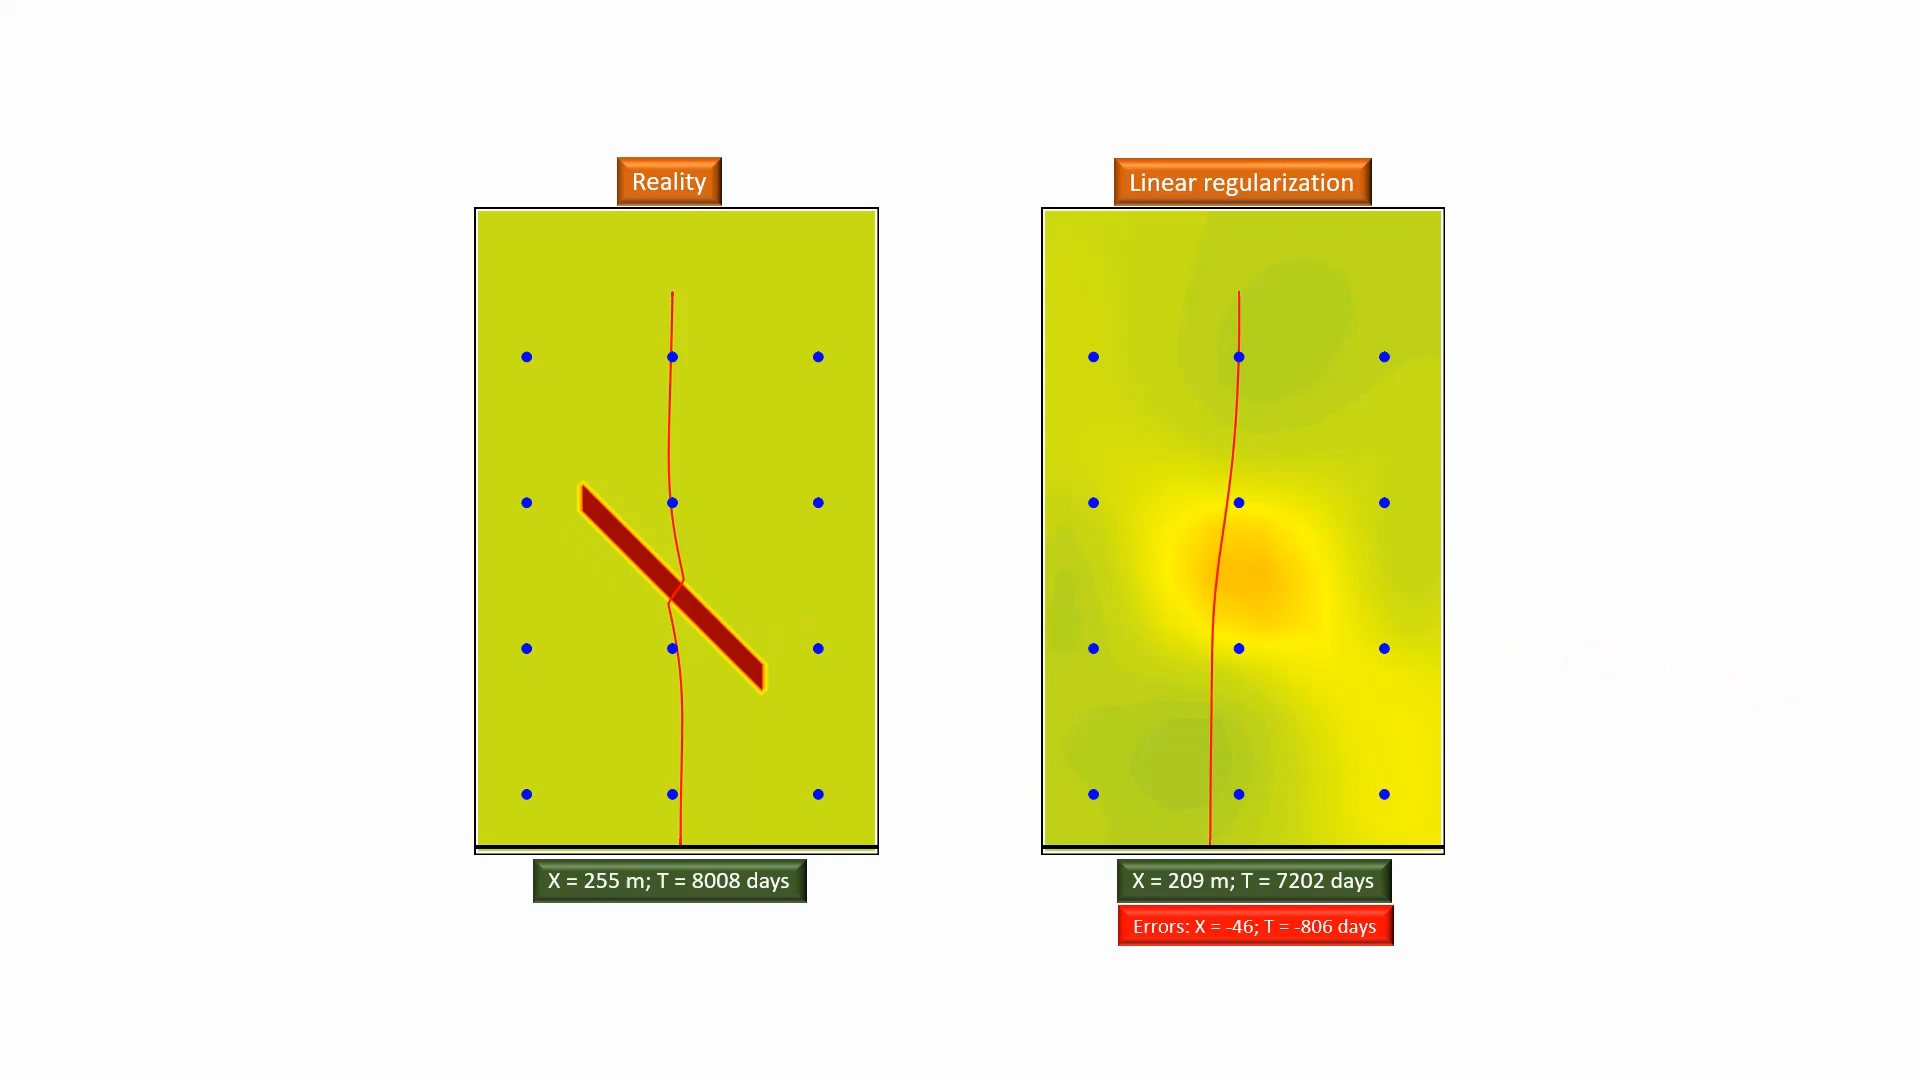 Reality
Linear regularization
X = 255 m; T = 8008 days
X = 209 m; T = 7202 days
Errors: X = -46; T = -806 days